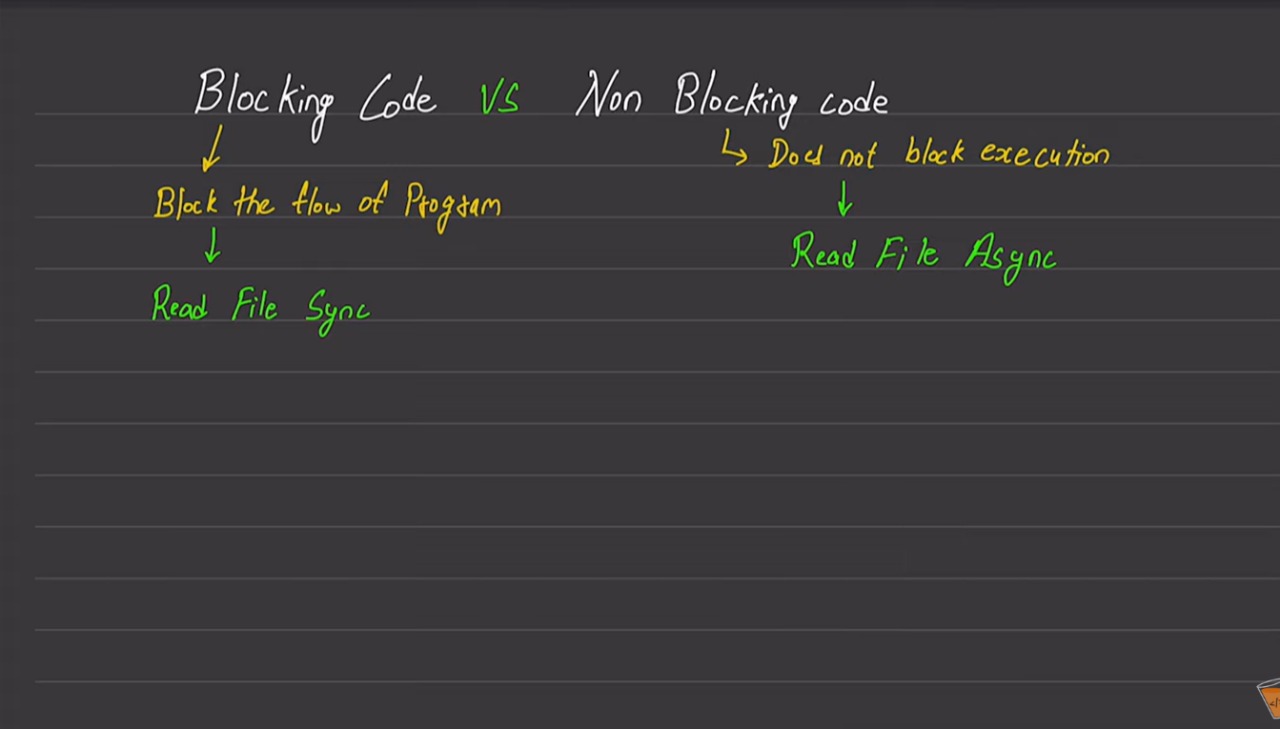 Blocking Code VS Non Blocking code
Does not block execution
Block the flow of Program
Read File Async
Read File Sync